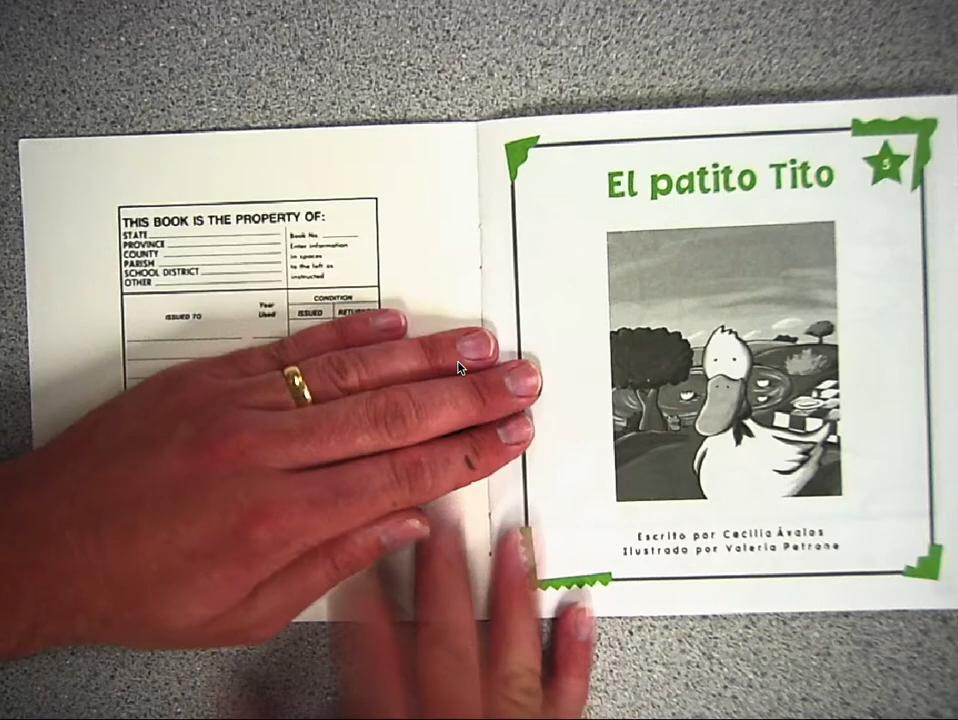 THIS BOOK IS THE PROPERTY OF:
STATE
PROVINCE
COUNTY
PARISH
SCHOOL DISTRICT
OTHER
Book No.
Enter information
in spaces
to the left as
instructed
ISSUED TO
Year
Used
CONDITION
ISSUED
El patito Tito
5
Escrito por Cecilia Ávalos
Ilustrado por Valeria Petrone